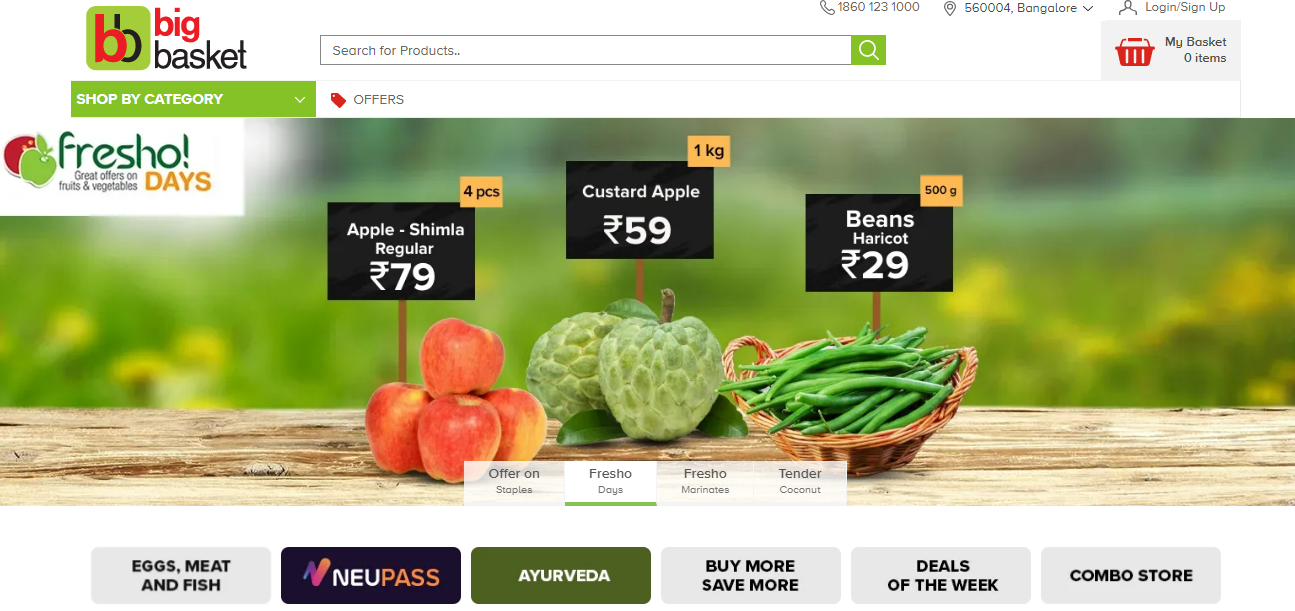 1860 123 1000
560004, Bangalore
Login/Sign Up
bb big
basket
Search for Products..
My Basket
0 items
SHOP BY CATEGORY
OFFERS
fresho!
Great offers on
fruits & vegetables DAYS
4 pcs
Apple - Shimla
Regular
₹79
1 kg
Custard Apple
₹59
500 g
Beans
Haricot
₹29
Offer on
Staples
Fresho
Days
Fresho
Marinates
Tender
Coconut
EGGS, MEAT
AND FISH
NEUPASS
AYURVEDA
BUY MORE
SAVE MORE
DEALS
OF THE WEEK
COMBO STORE